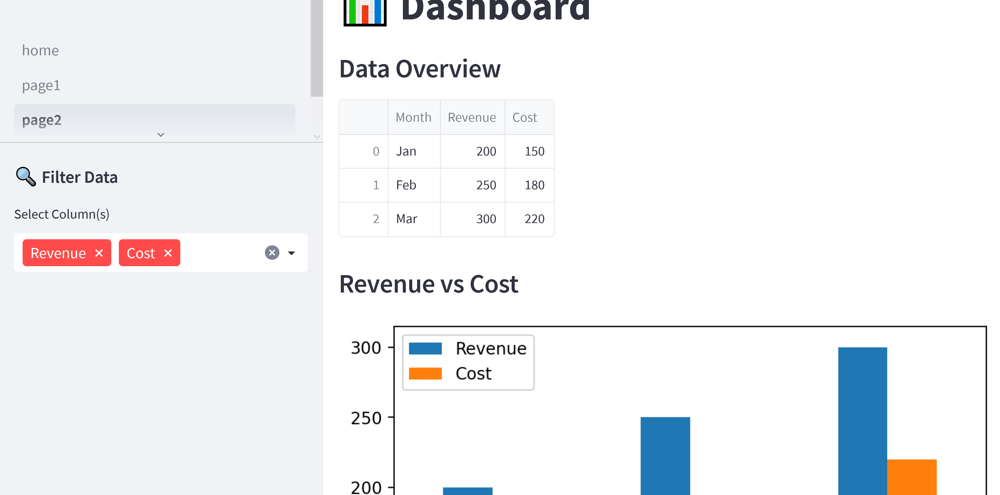 home
page1
page2
Filter Data
Select Column(s)
Revenue Cost
Dashboard
Data Overview
Month Revenue Cost
0 Jan 200 150
1 Feb 250 180
2 Mar 300 220
Revenue vs Cost
300
250
200
Revenue
Cost